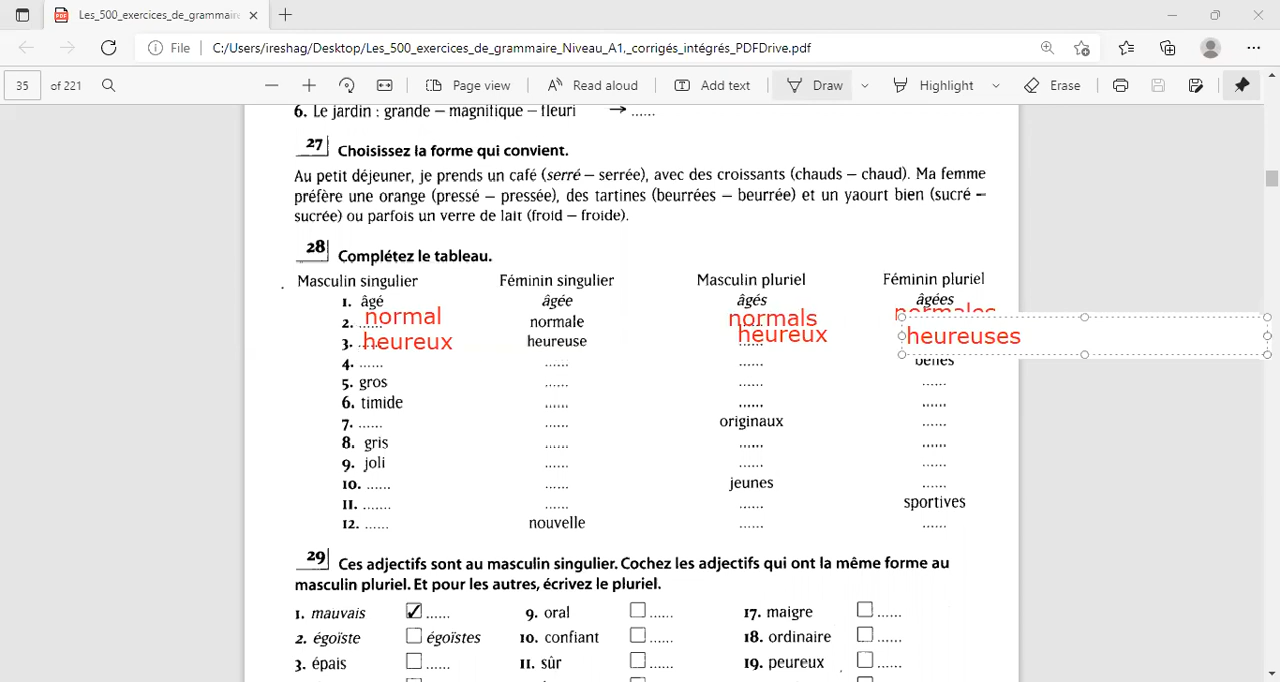 Les_500_exercices_de_grammaire
File C:/Users/ireshag/Desktop/Les_500_exercices_de_grammaire_Niveau_A1,_corrigés_intégrés_PDFDrive.pdf
35 of 221 Page view Read aloud Add text Draw Highlight Erase
6. Le jardin : grande – magnifique – fleuri → ......
27 Choisissez la forme qui convient.
Au petit déjeuner, je prends un café (serré – serrée), avec des croissants (chauds – chaud). Ma femme
préfère une orange (pressé – pressée), des tartines (beurrées – beurrée) et un yaourt bien (sucré –
sucrée) ou parfois un verre de lait (froid – froide).
28 Complétez le tableau.
Masculin singulier Féminin singulier Masculin pluriel Féminin pluriel
1. âgé âgée âgés âgées
2. ...... normal normale normals normales
3. ...... heureux heureuse heureux heureuses
4. ...... ...... ...... belles
5. gros ...... ...... ......
6. timide ...... ...... ......
7. ...... ...... originaux ......
8. gris ...... ...... ......
9. joli ...... ...... ......
10. ...... ...... jeunes ......
11. ....... ...... ...... sportives
12. ...... nouvelle ...... ......
29 Ces adjectifs sont au masculin singulier. Cochez les adjectifs qui ont la même forme au
masculin pluriel. Et pour les autres, écrivez le pluriel.
1. mauvais ...... 9. oral ...... 17. maigre ......
2. égoïste égoïstes 10. confiant ...... 18. ordinaire ......
3. épais ...... 11. sûr ...... 19. peureux ......